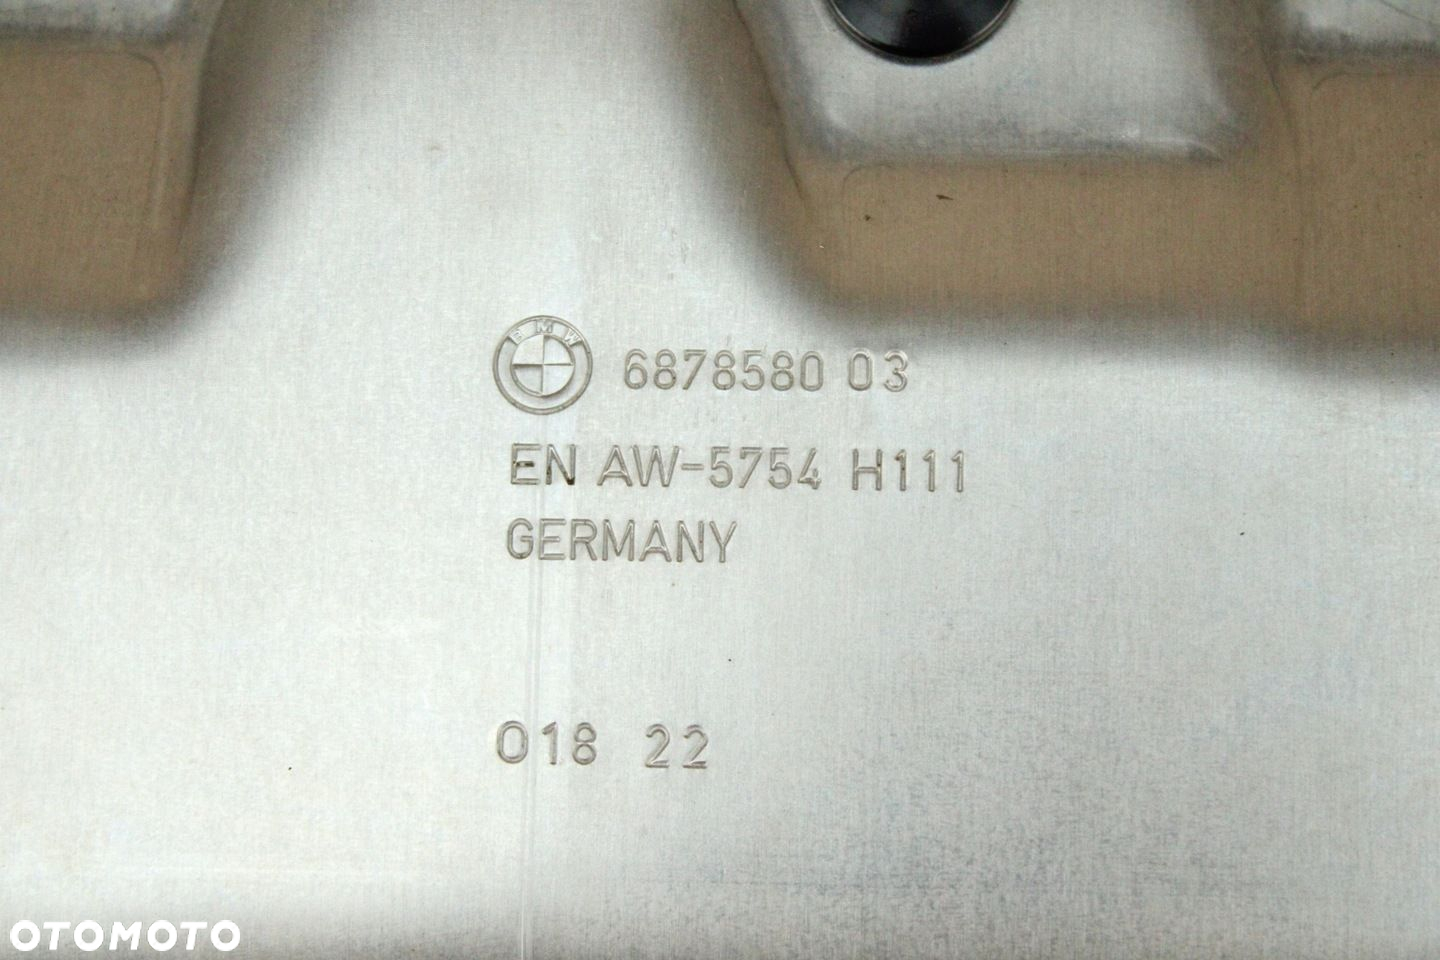 BMW 6878580 03
EN AW-5754 H111
GERMANY
018 22
OTOMOTO